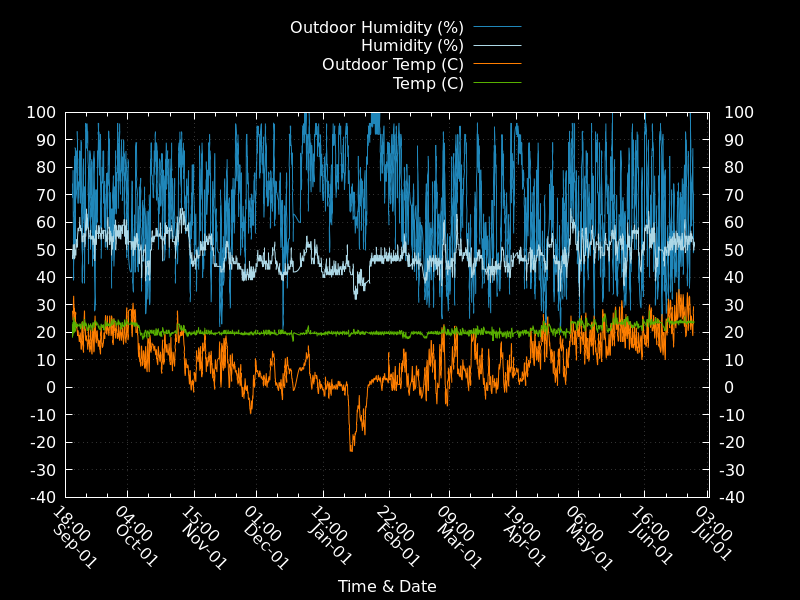 Outdoor Humidity (%)
Humidity (%)
Outdoor Temp (C)
Temp (C)
100 100
90 90
80 80
70 70
60 60
50 50
40 40
30 30
20 20
10 10
0 0
-10 -10
-20 -20
-30 -30
-40 -40
18:00 04:00 15:00 01:00 12:00 22:00 09:00 19:00 06:00 16:00 03:00
Sep-01 Oct-01 Nov-01 Dec-01 Jan-01 Feb-01 Mar-01 Apr-01 May-01 Jun-01 Jul-01
Time & Date